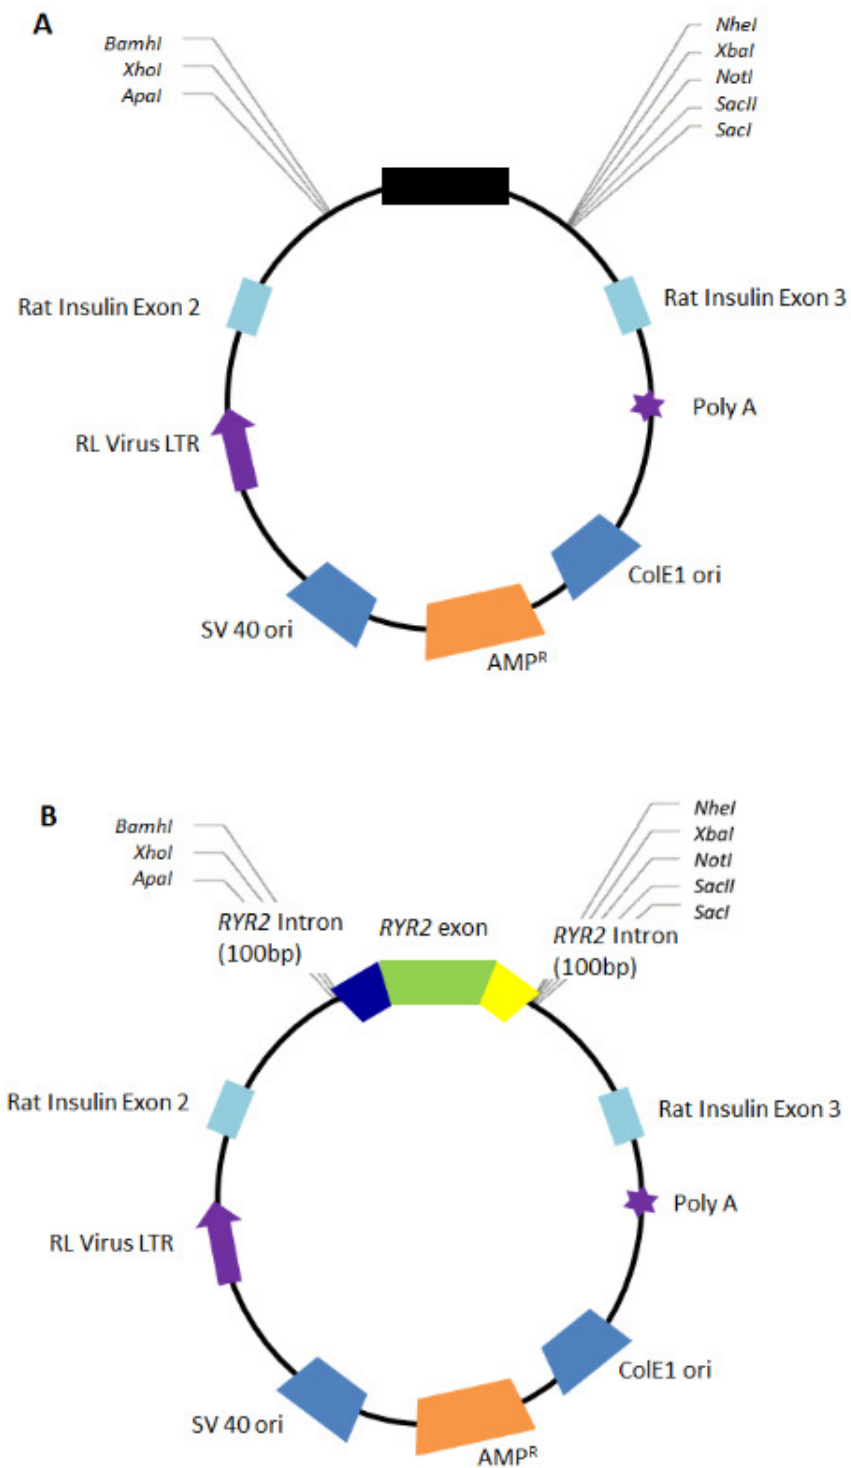 A
BamhI
XhoI
ApaI
NheI
XbaI
NotI
SacII
SacI
Rat Insulin Exon 2
Rat Insulin Exon 3
Poly A
RL Virus LTR
ColE1 ori
SV 40 ori
AMPᴿ
B
BamhI
XhoI
ApaI
NheI
XbaI
NotI
SacII
SacI
RYR2 Intron
(100bp)
RYR2 exon
RYR2 Intron
(100bp)
Rat Insulin Exon 2
Rat Insulin Exon 3
Poly A
RL Virus LTR
ColE1 ori
SV 40 ori
AMPᴿ